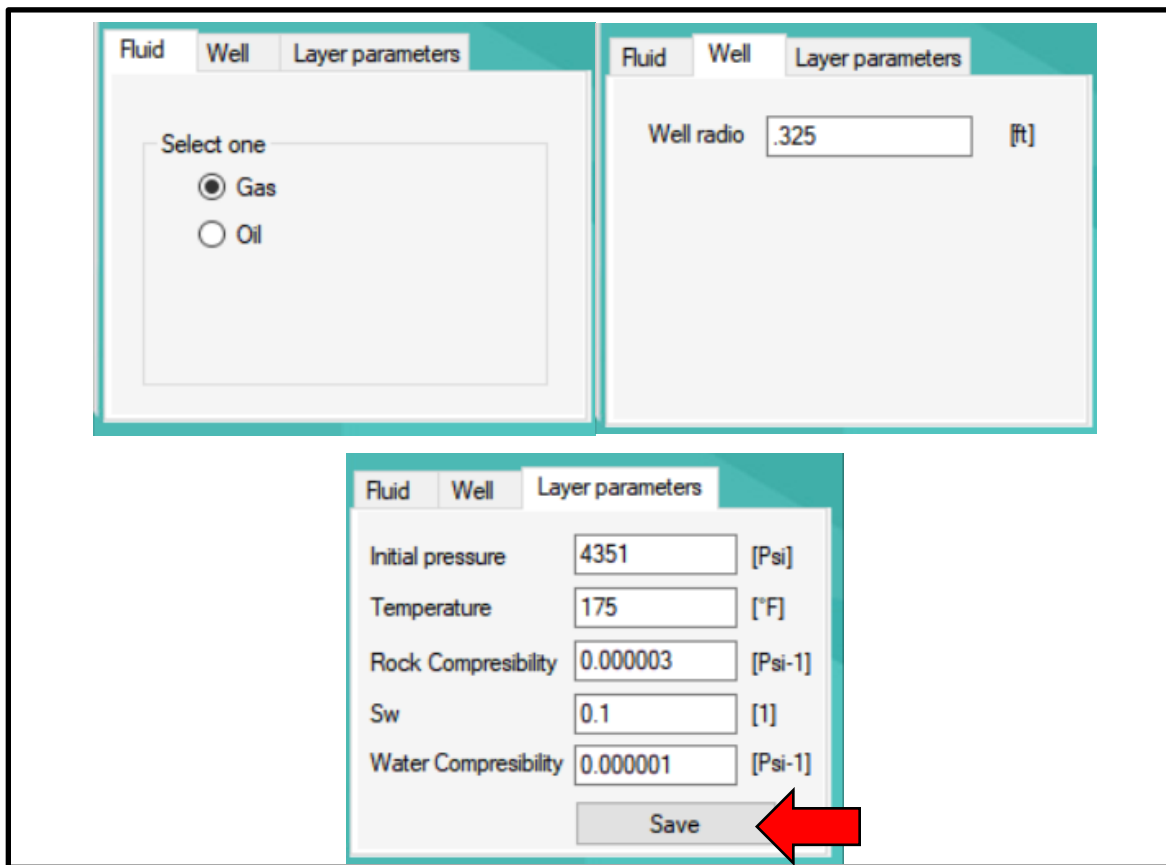 Fluid Well Layer parameters
Select one
Gas
Oil
Fluid Well Layer parameters
Well radio .325 [ft]
Fluid Well Layer parameters
Initial pressure 4351 [Psi]
Temperature 175 [°F]
Rock Compresibility 0.000003 [Psi-1]
Sw 0.1 [1]
Water Compresibility 0.000001 [Psi-1]
Save